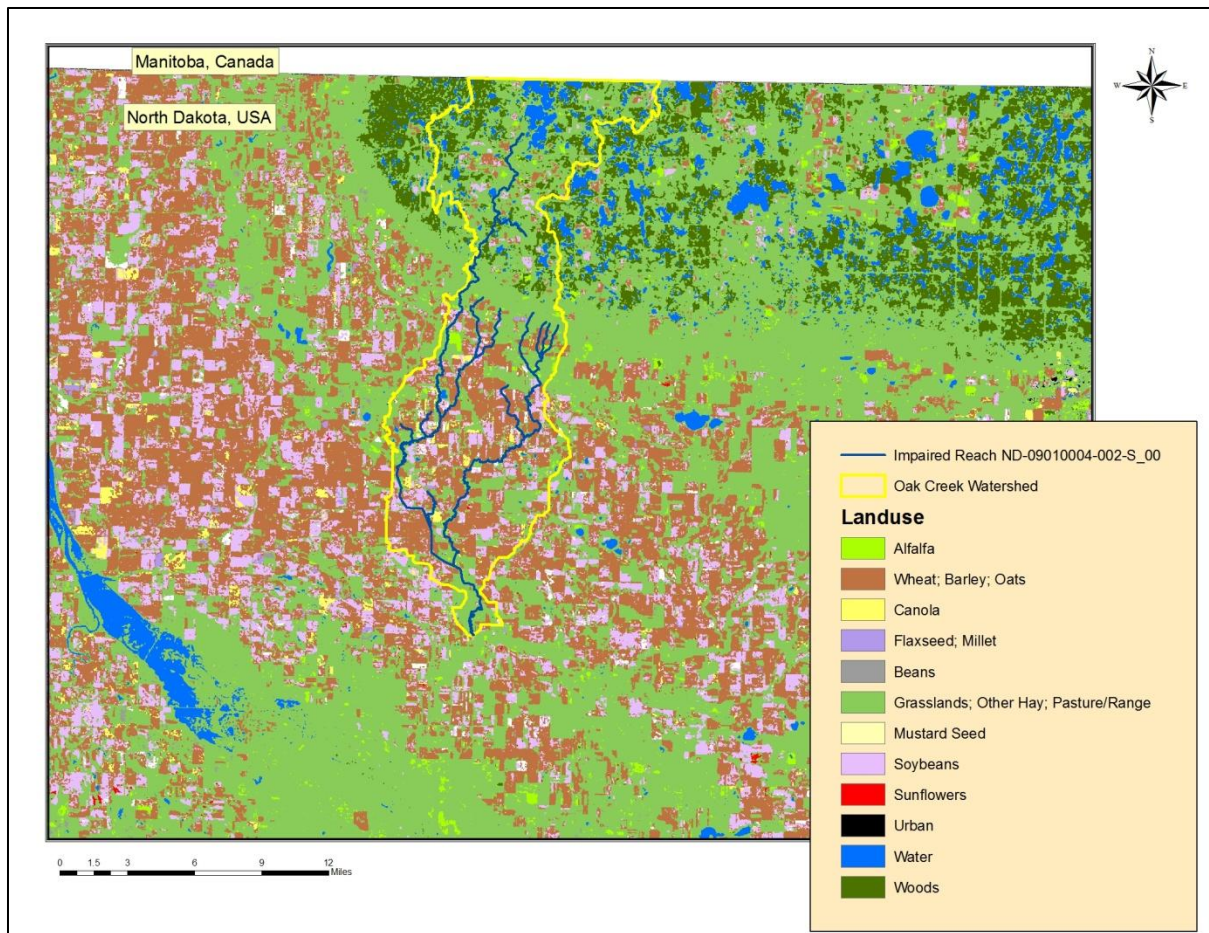 Manitoba, Canada
North Dakota, USA
N
W
E
S
Impaired Reach ND-09010004-002-S_00
Oak Creek Watershed
Landuse
Alfalfa
Wheat; Barley; Oats
Canola
Flaxseed; Millet
Beans
Grasslands; Other Hay; Pasture/Range
Mustard Seed
Soybeans
Sunflowers
Urban
Water
Woods
0 1.5 3 6 9 12
Miles